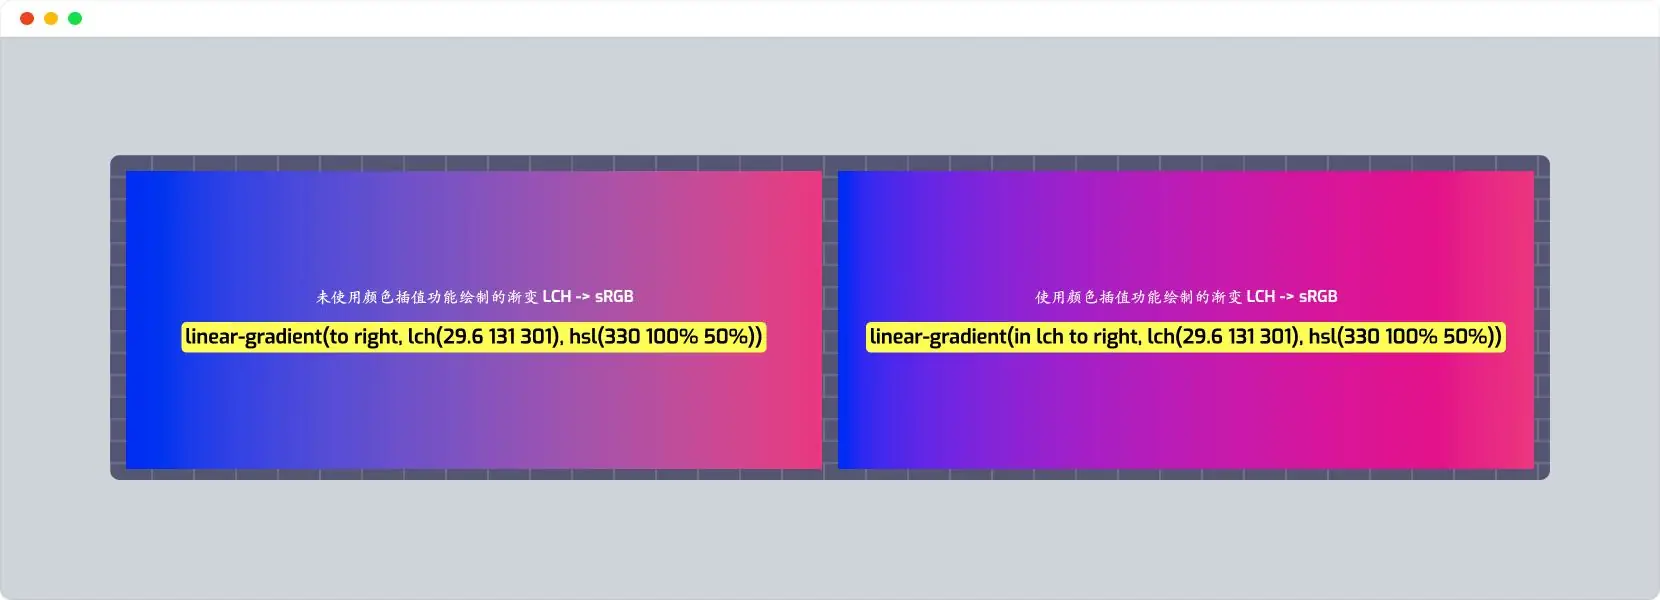 未使用颜色插值功能绘制的渐变 LCH -> sRGB
linear-gradient(to right, lch(29.6 131 301), hsl(330 100% 50%))
使用颜色插值功能绘制的渐变 LCH -> sRGB
linear-gradient(in lch to right, lch(29.6 131 301), hsl(330 100% 50%))